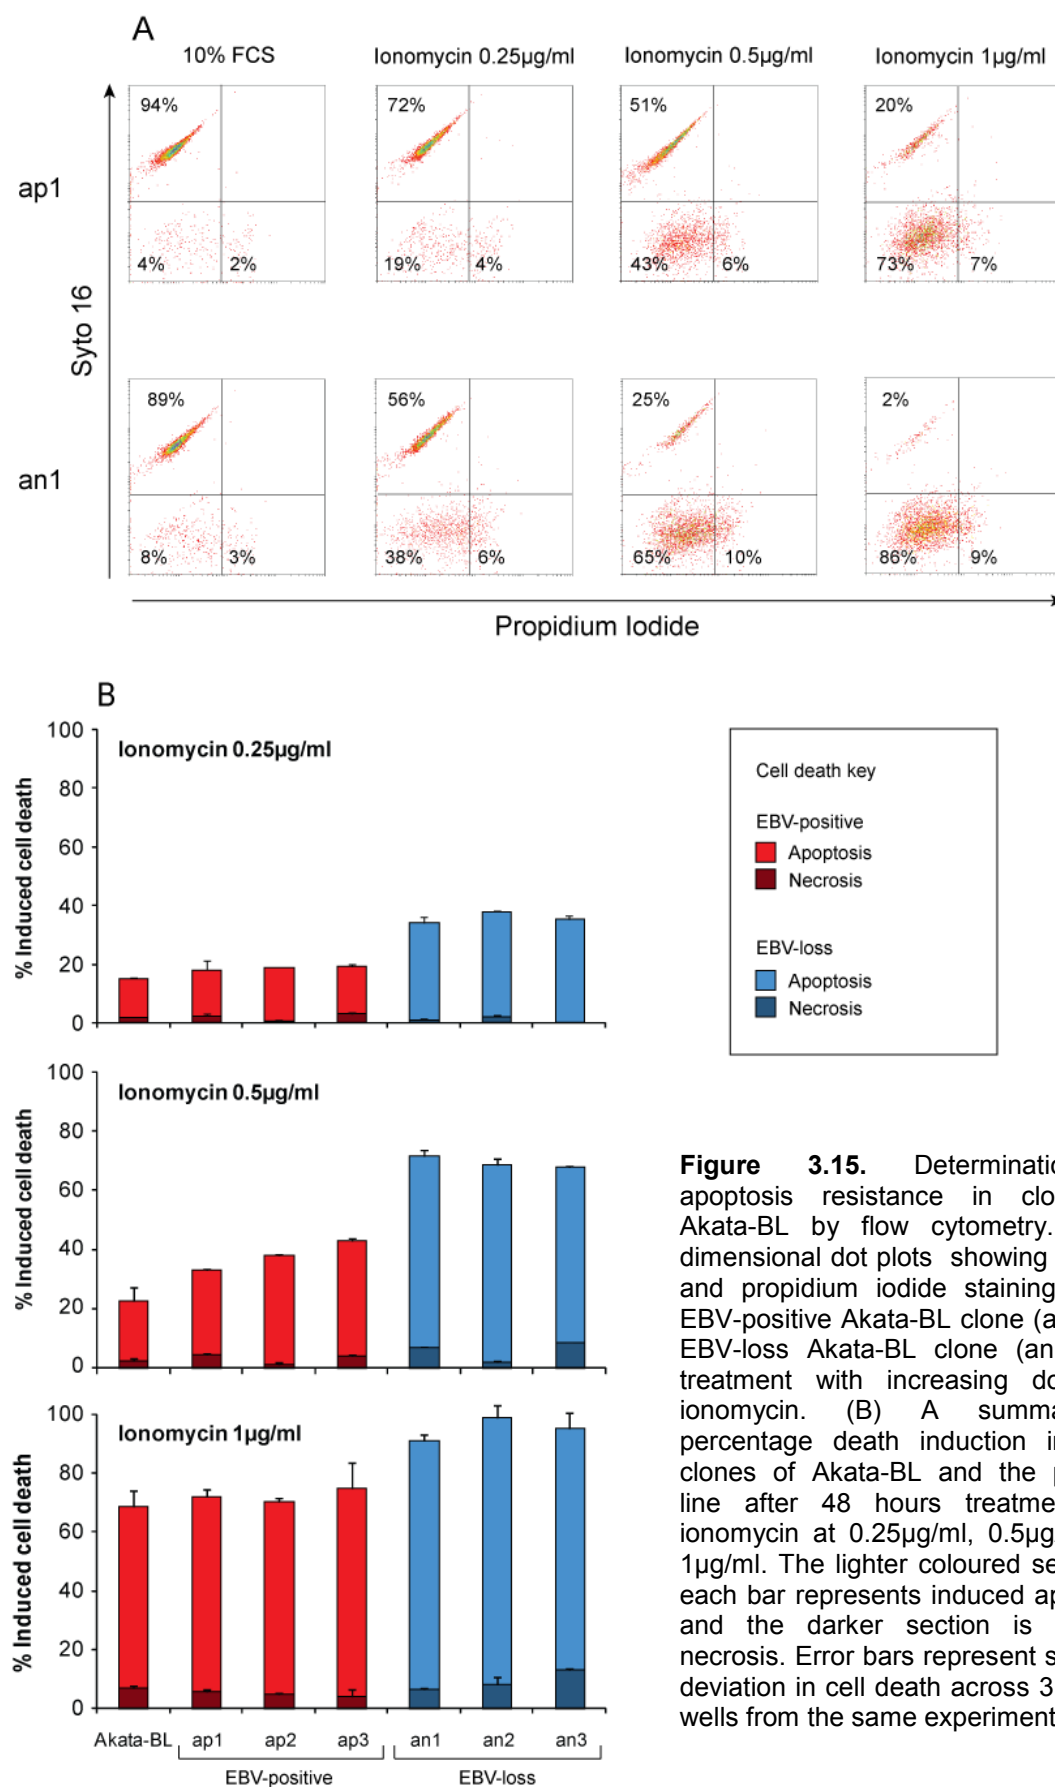 A
10% FCS Ionomycin 0.25µg/ml Ionomycin 0.5µg/ml Ionomycin 1µg/ml
94% 72% 51% 20%
ap1
4% 2% 19% 4% 43% 6% 73% 7%
Syto 16
89% 56% 25% 2%
an1
8% 3% 38% 6% 65% 10% 86% 9%
Propidium Iodide
B
100
80
60
40
20
0
% Induced cell death
Ionomycin 0.25µg/ml
Cell death key
EBV-positive
Apoptosis
Necrosis
EBV-loss
Apoptosis
Necrosis
100
80
60
40
20
0
% Induced cell death
Ionomycin 0.5µg/ml
100
80
60
40
20
0
% Induced cell death
Ionomycin 1µg/ml
Akata-BL ap1 ap2 ap3 an1 an2 an3
EBV-positive EBV-loss
Figure 3.15. Determinatio
apoptosis resistance in clo
Akata-BL by flow cytometry.
dimensional dot plots showing
and propidium iodide staining
EBV-positive Akata-BL clone (a
EBV-loss Akata-BL clone (an
treatment with increasing do
ionomycin. (B) A summa
percentage death induction in
clones of Akata-BL and the p
line after 48 hours treatme
ionomycin at 0.25µg/ml, 0.5µg
1µg/ml. The lighter coloured se
each bar represents induced ap
and the darker section is
necrosis. Error bars represent s
deviation in cell death across 3
wells from the same experiment